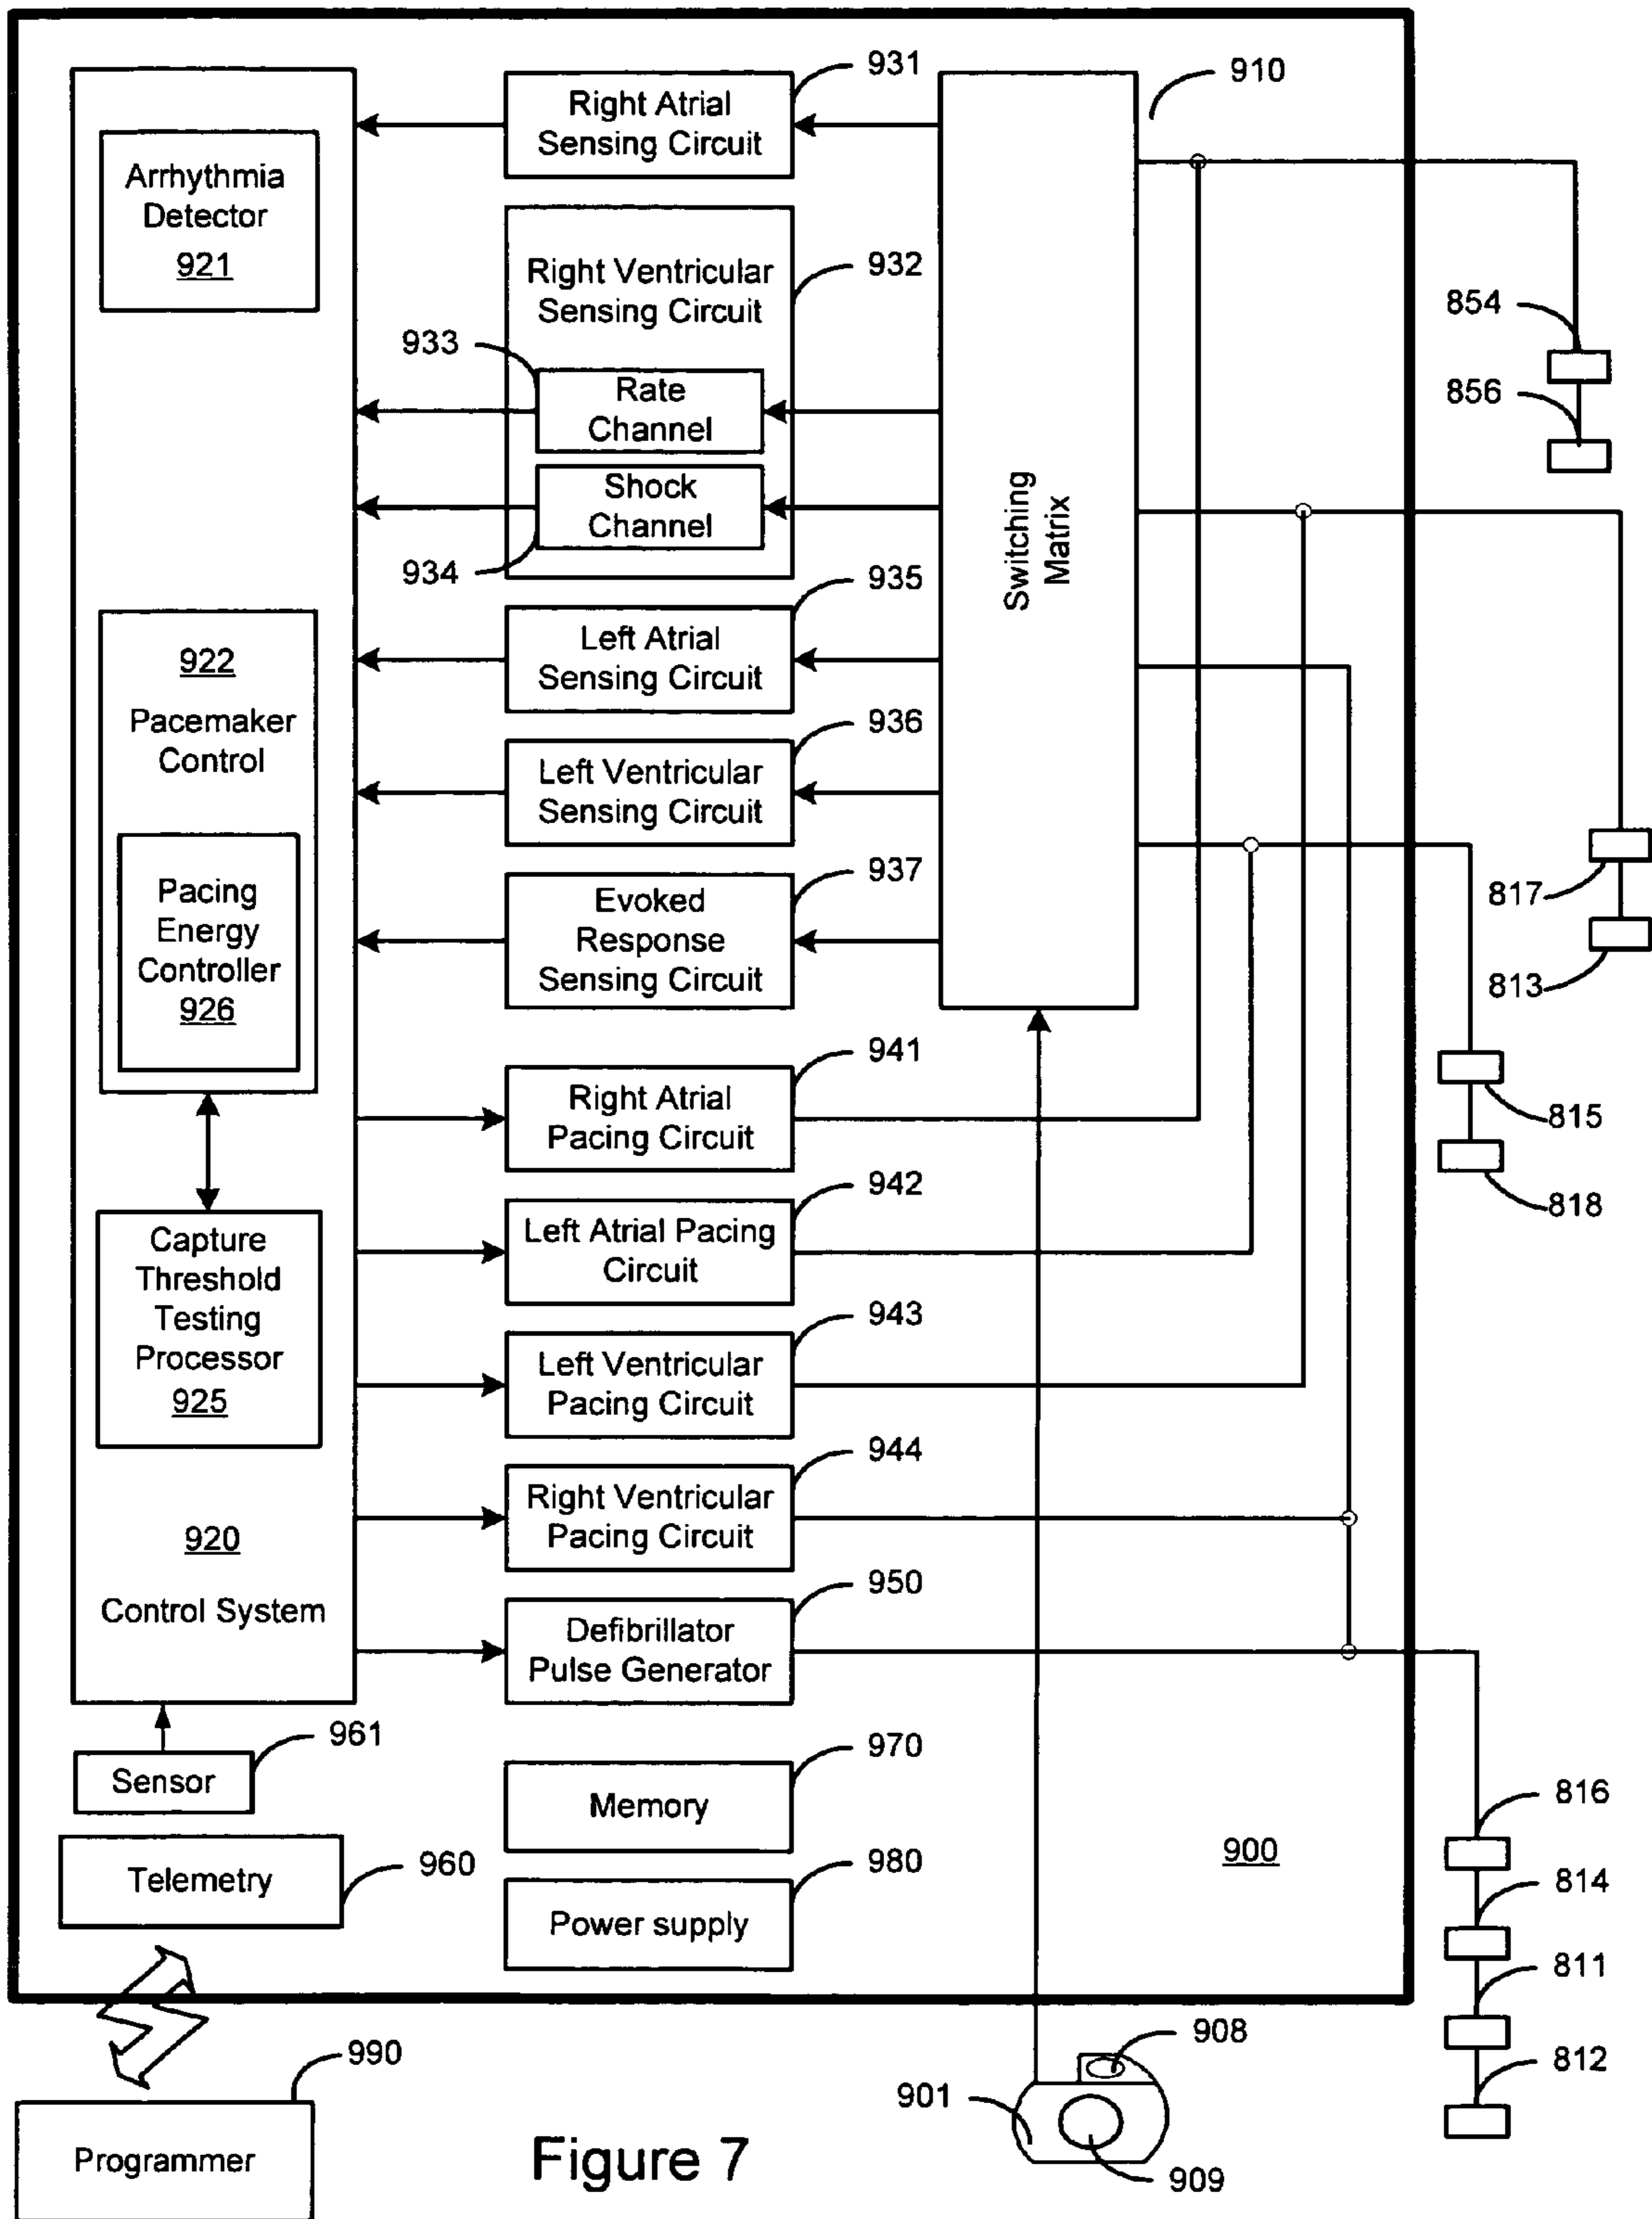 931
910
Right Atrial
Sensing Circuit
Arrhythmia
Detector
921
932
Right Ventricular
Sensing Circuit
854
933
Rate
Channel
856
Shock
Channel
934
Switching
Matrix
935
Left Atrial
Sensing Circuit
922
Pacemaker
Control
936
Left Ventricular
Sensing Circuit
937
817
Pacing
Energy
Controller
926
Evoked
Response
Sensing Circuit
813
941
Right Atrial
Pacing Circuit
815
942
818
Left Atrial Pacing
Circuit
Capture
Threshold
Testing
Processor
925
943
Left Ventricular
Pacing Circuit
944
Right Ventricular
Pacing Circuit
920
Control System
950
Defibrillator
Pulse Generator
961
Sensor
970
Memory
816
Telemetry
960
980
900
814
Power supply
811
908
990
812
901
Programmer
Figure 7
909